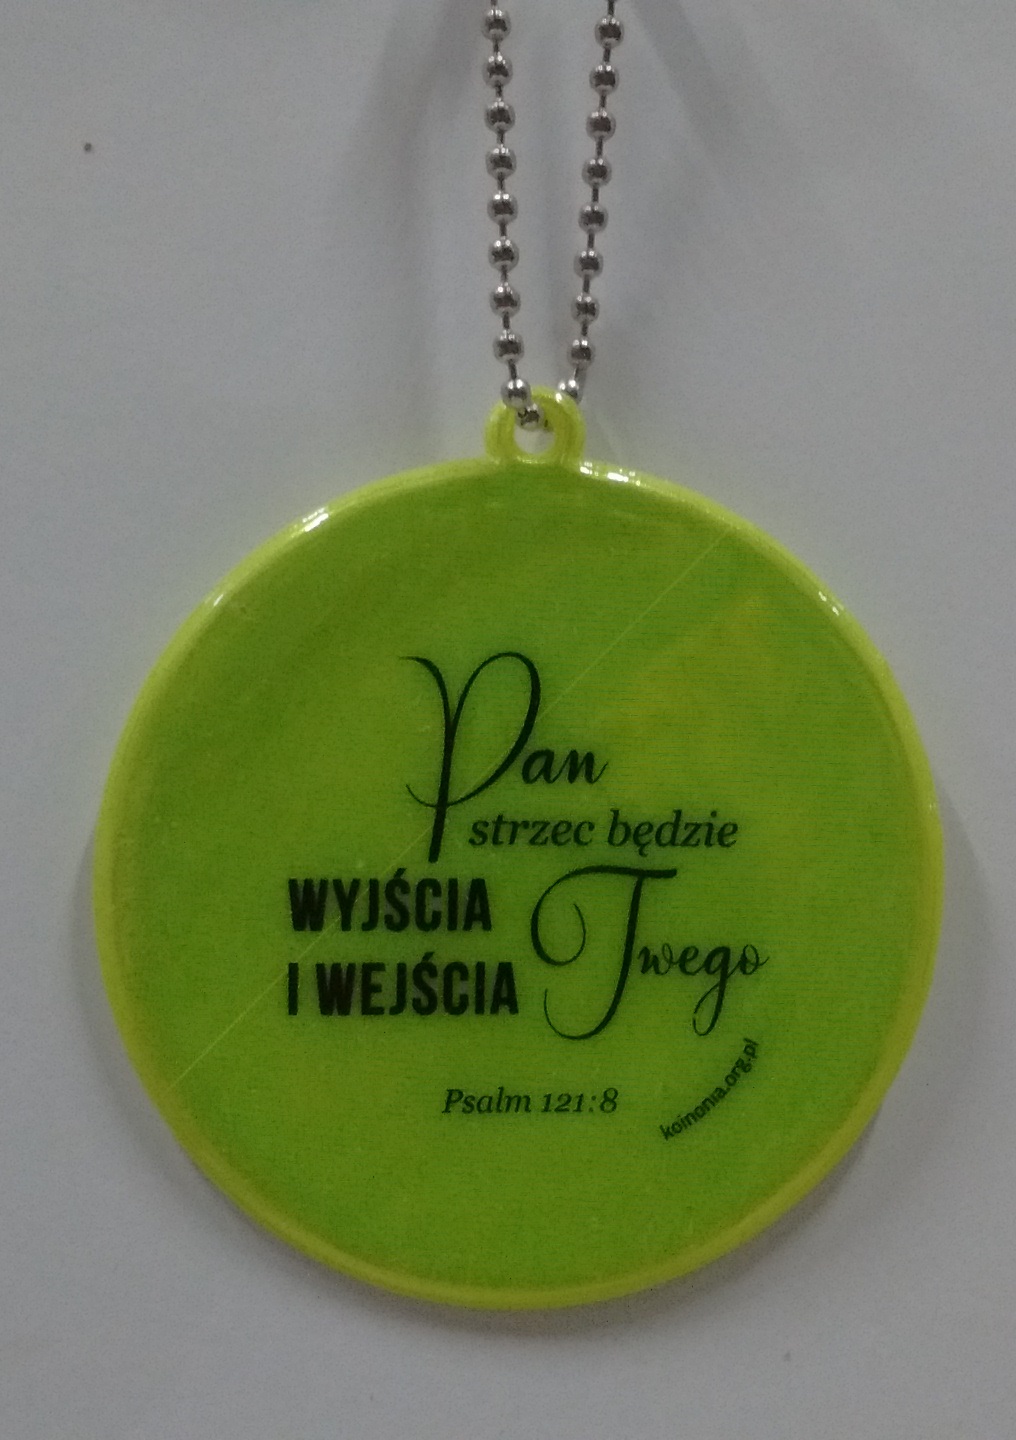 Pan
strzec będzie
WYJŚCIA
I WEJŚCIA Twego
Psalm 121:8
koinonia.org.pl